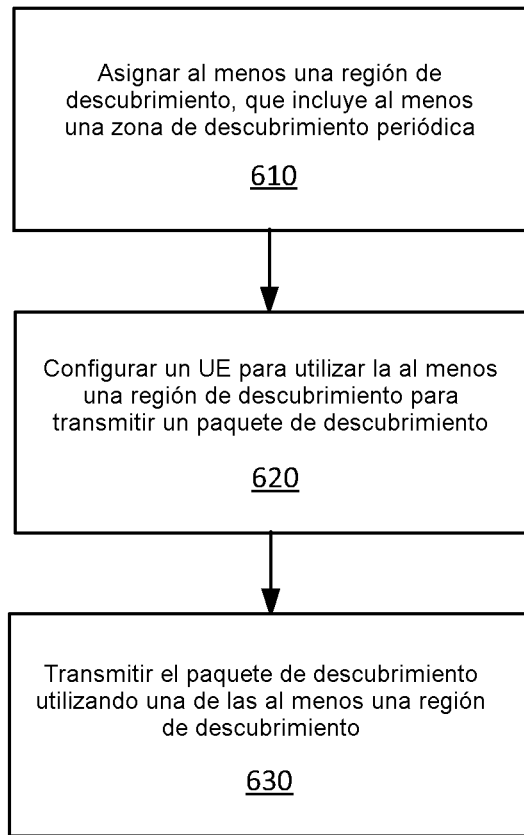 Asignar al menos una región de
descubrimiento, que incluye al menos
una zona de descubrimiento periódica
610
Configurar un UE para utilizar la al menos
una región de descubrimiento para
transmitir un paquete de descubrimiento
620
Transmitir el paquete de descubrimiento
utilizando una de las al menos una región
de descubrimiento
630